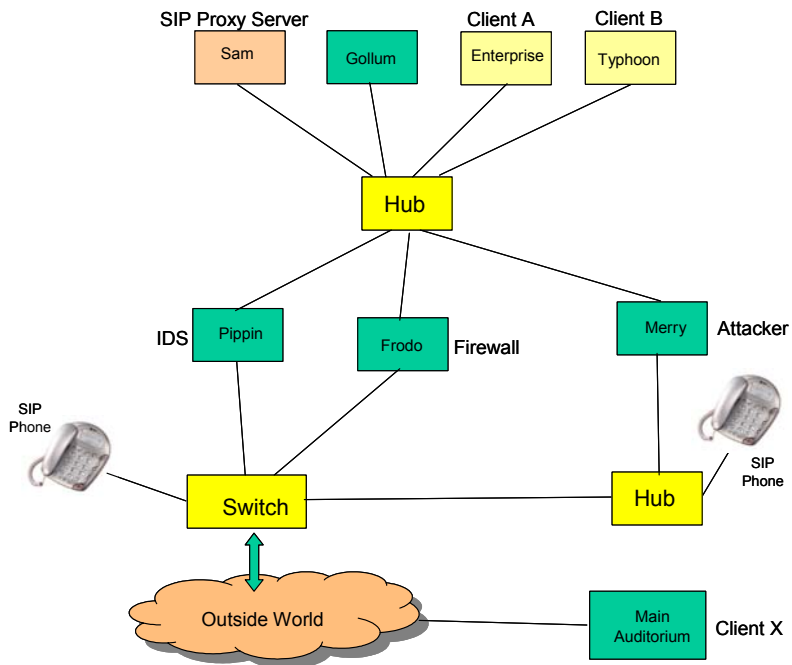 SIP Proxy Server
Client A
Client B
Sam
Gollum
Enterprise
Typhoon
Hub
IDS
Pippin
Frodo
Firewall
Merry
Attacker
SIP
Phone
SIP
Phone
Switch
Hub
Outside World
Main
Auditorium
Client X